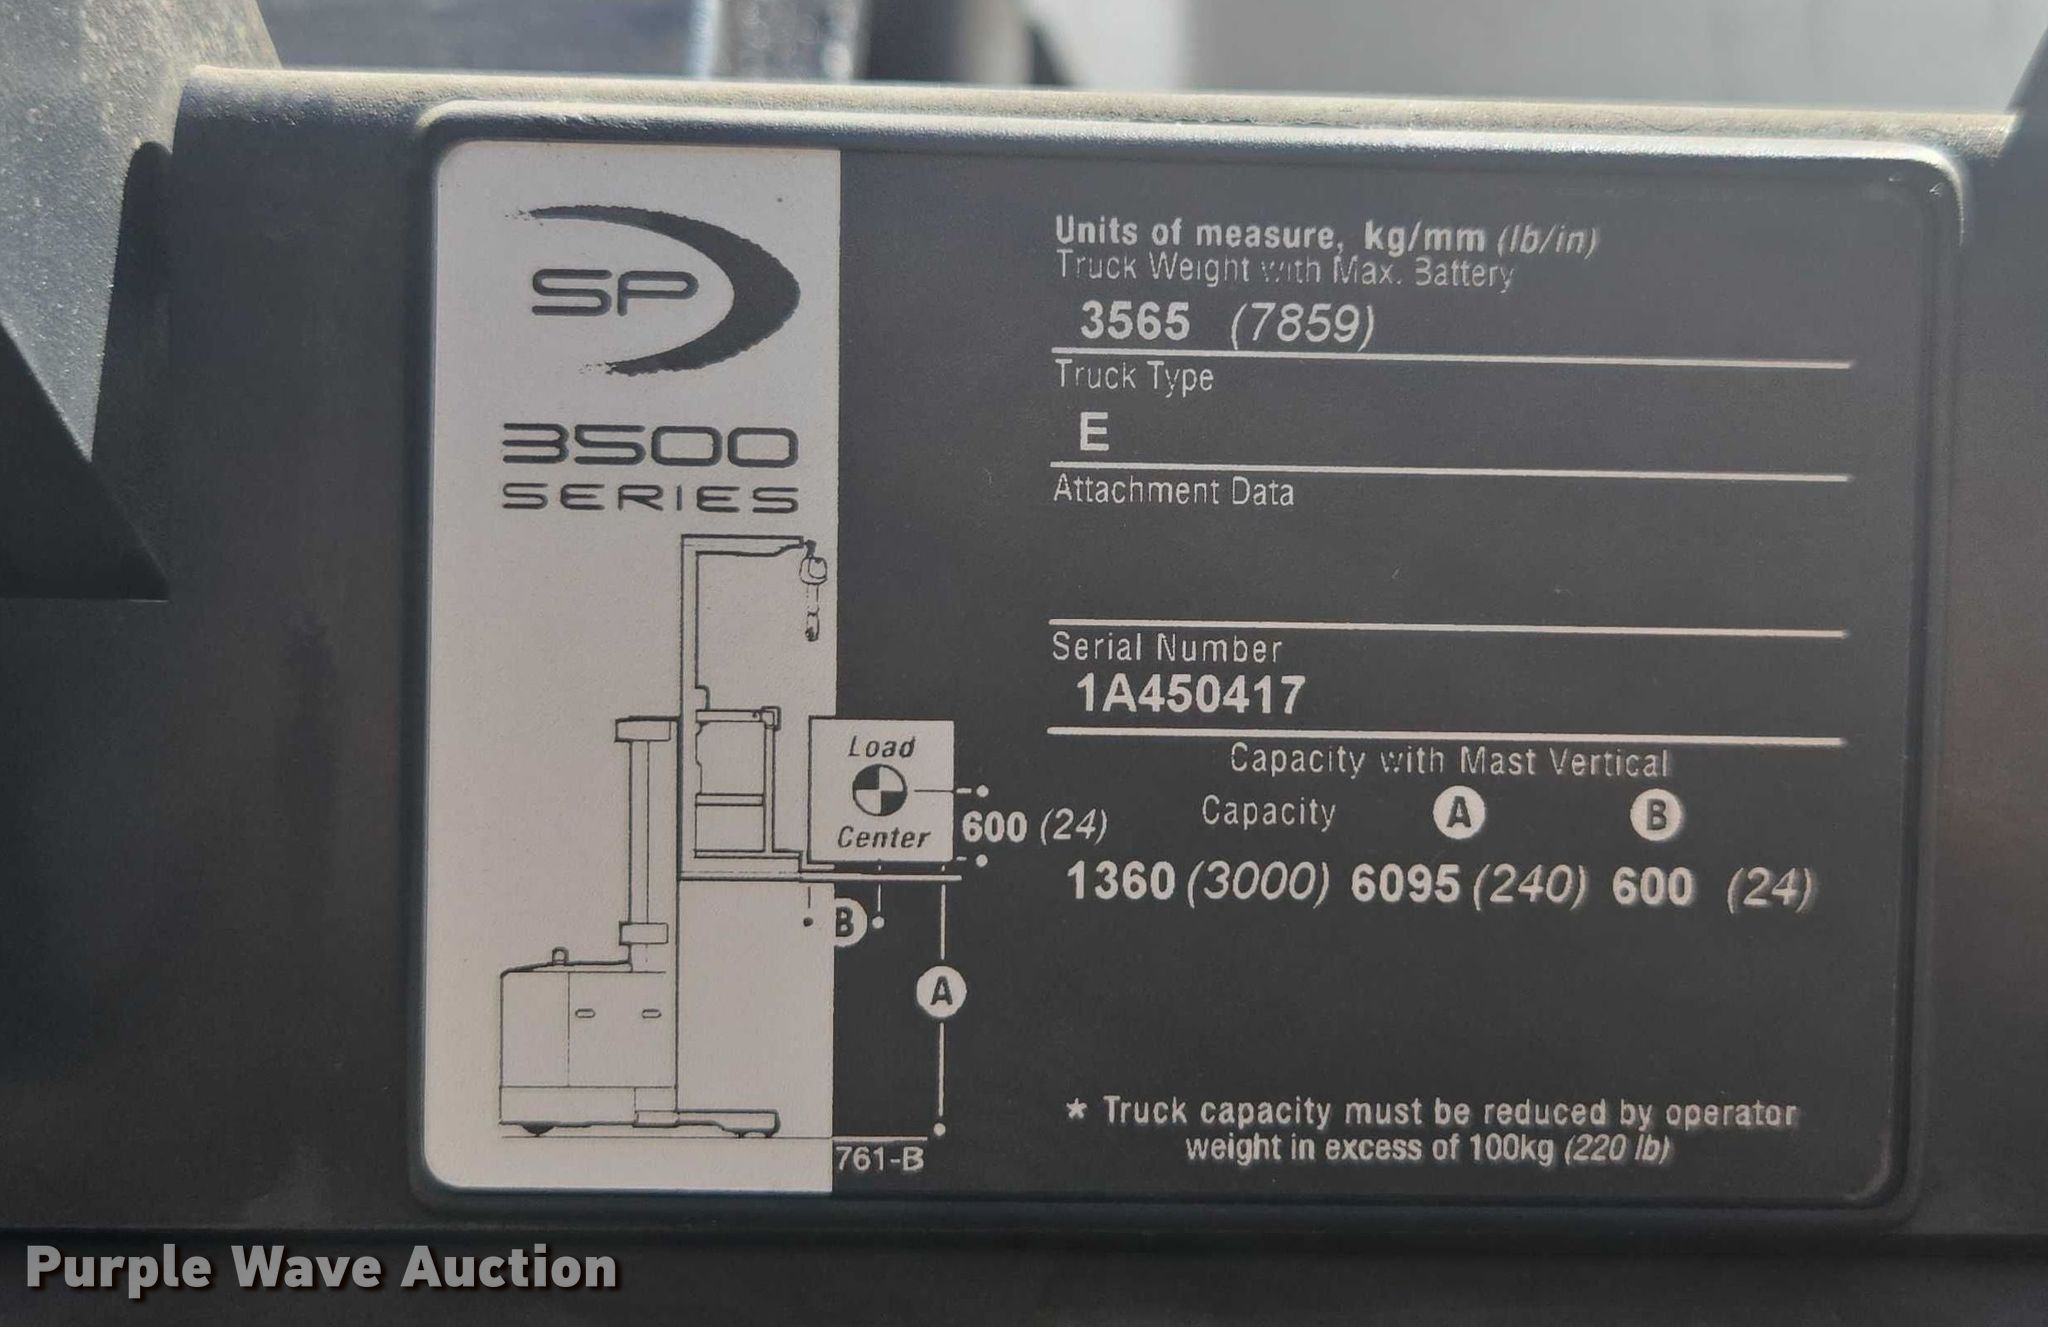 SP
3500
SERIES
Load
Center
600 (24)
B
A
761-B
Units of measure, kg/mm (lb/in)
Truck Weight with Max. Battery
3565 (7859)
Truck Type
E
Attachment Data
Serial Number
1A450417
Capacity with Mast Vertical
Capacity A B
1360 (3000) 6095 (240) 600 (24)
* Truck capacity must be reduced by operator
weight in excess of 100kg (220 lb)
Purple Wave Auction